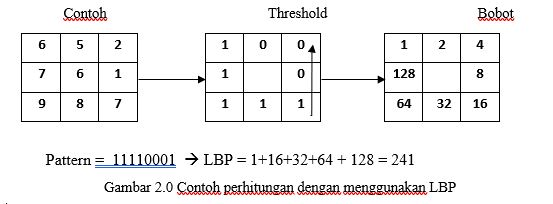 Contoh Threshold Bobot
6 5 2 1 0 0 1 2 4
7 6 1 1 0 128 8
9 8 7 1 1 1 64 32 16
Pattern = 11110001 → LBP = 1+16+32+64 + 128 = 241
Gambar 2.0 Contoh perhitungan dengan menggunakan LBP